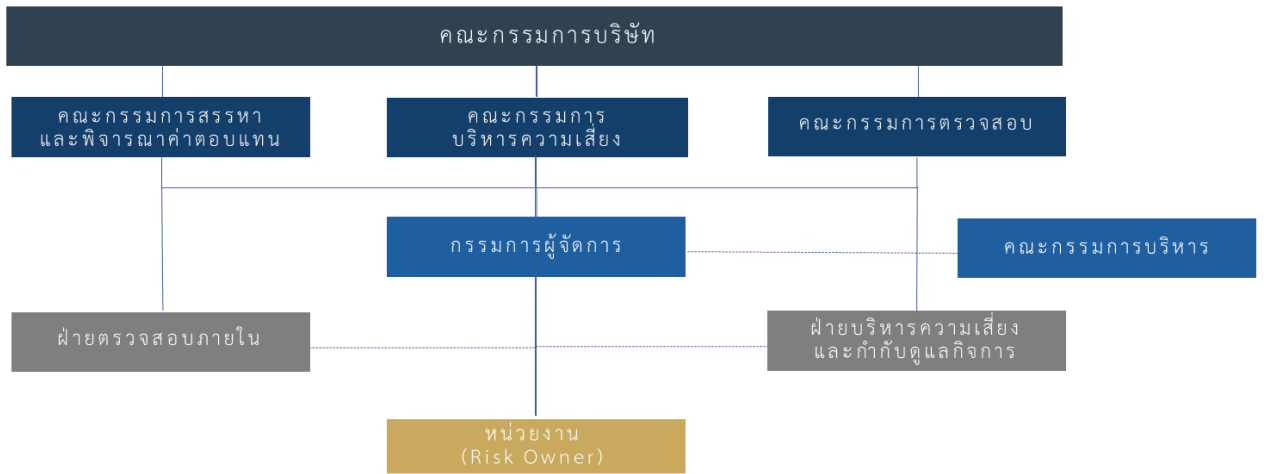 คณะกรรมการบริษัท
คณะกรรมการสรรหา
และพิจารณาค่าตอบแทน
คณะกรรมการ
บริหารความเสี่ยง
คณะกรรมการตรวจสอบ
กรรมการผู้จัดการ
คณะกรรมการบริหาร
ฝ่ายตรวจสอบภายใน
ฝ่ายบริหารความเสี่ยง
และกำกับดูแลกิจการ
หน่วยงาน
(Risk Owner)